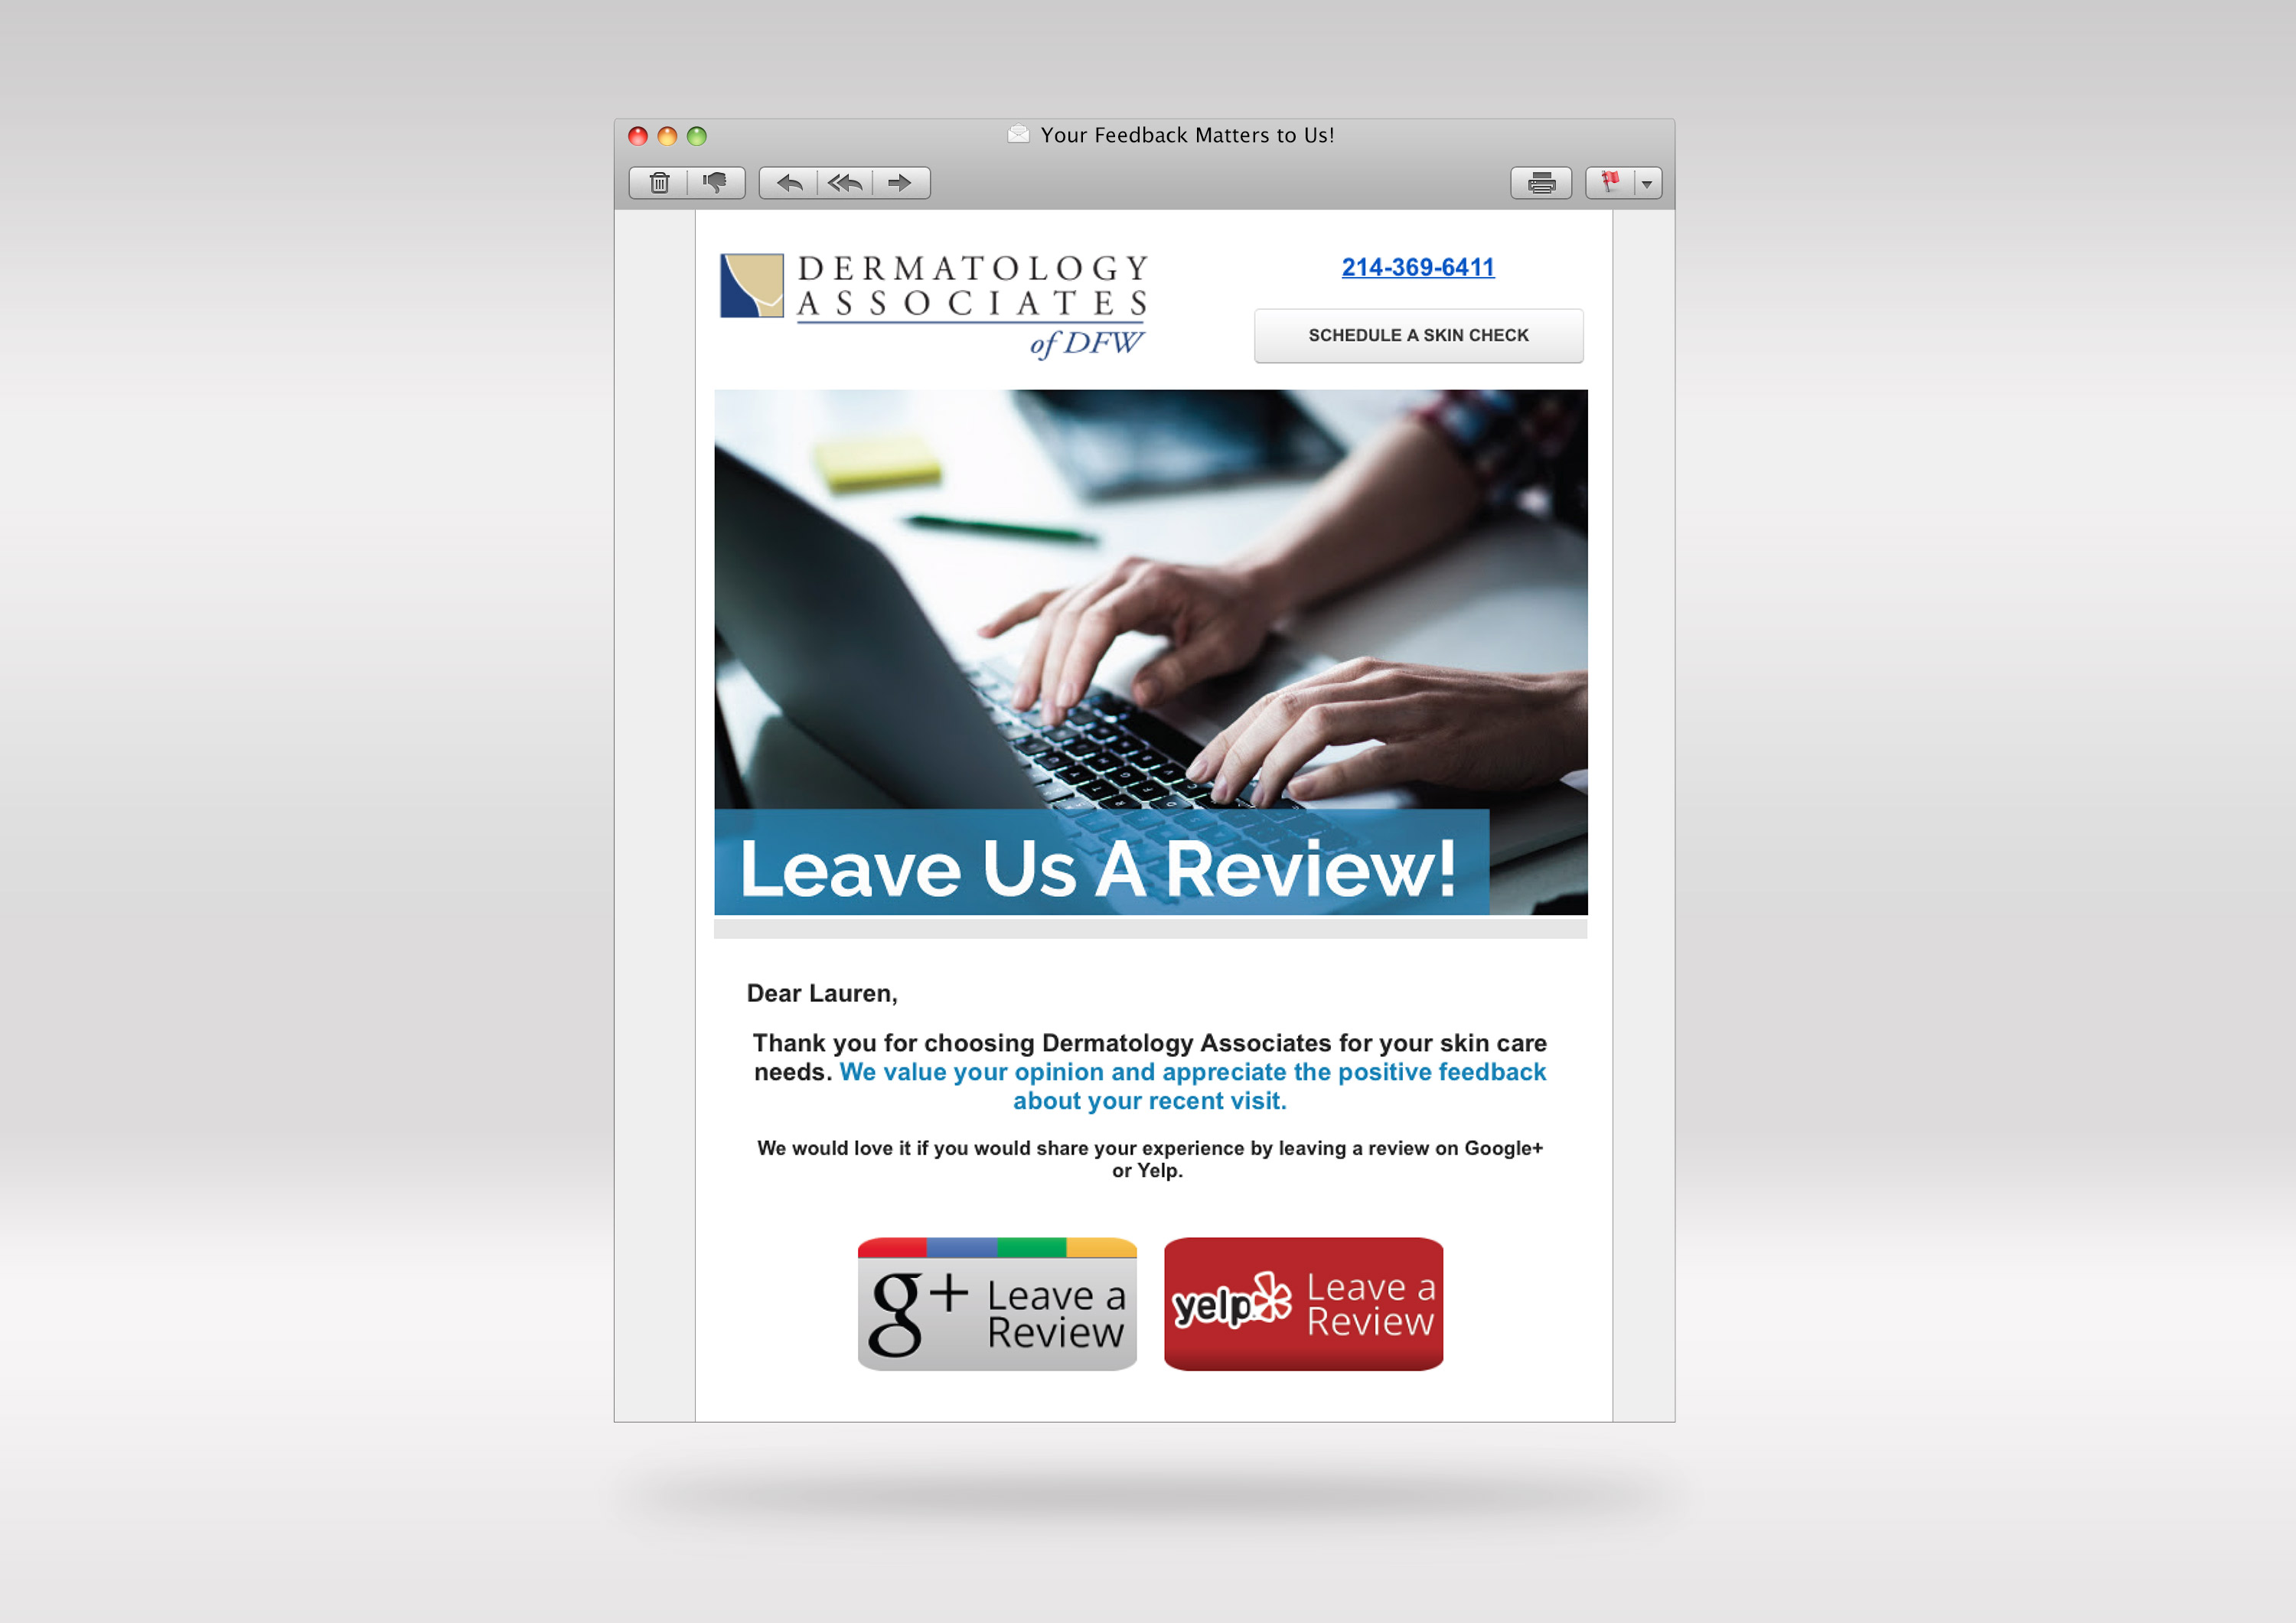 Your Feedback Matters to Us!
DERMATOLOGY
ASSOCIATES
of DFW
214-369-6411
SCHEDULE A SKIN CHECK
Leave Us A Review!
Dear Lauren,
Thank you for choosing Dermatology Associates for your skin care
needs. We value your opinion and appreciate the positive feedback
about your recent visit.
We would love it if you would share your experience by leaving a review on Google+
or Yelp.
g+ Leave a
Review
yelp Leave a
Review